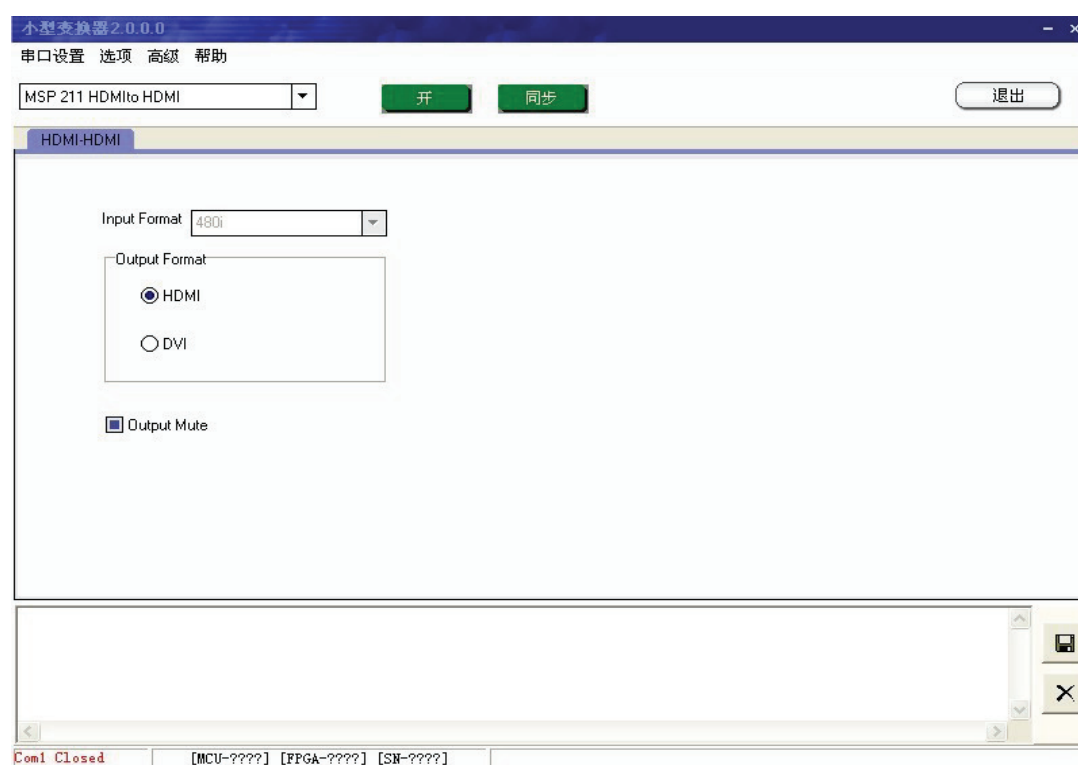 小型变换器2.0.0.0
串口设置 选项 高级 帮助
MSP 211 HDMIto HDMI 开 同步 退出
HDMI-HDMI
Input Format 480i
Output Format
HDMI
DVI
Output Mute
Com1 Closed [MCU-????] [FPGA-????] [SN-????]